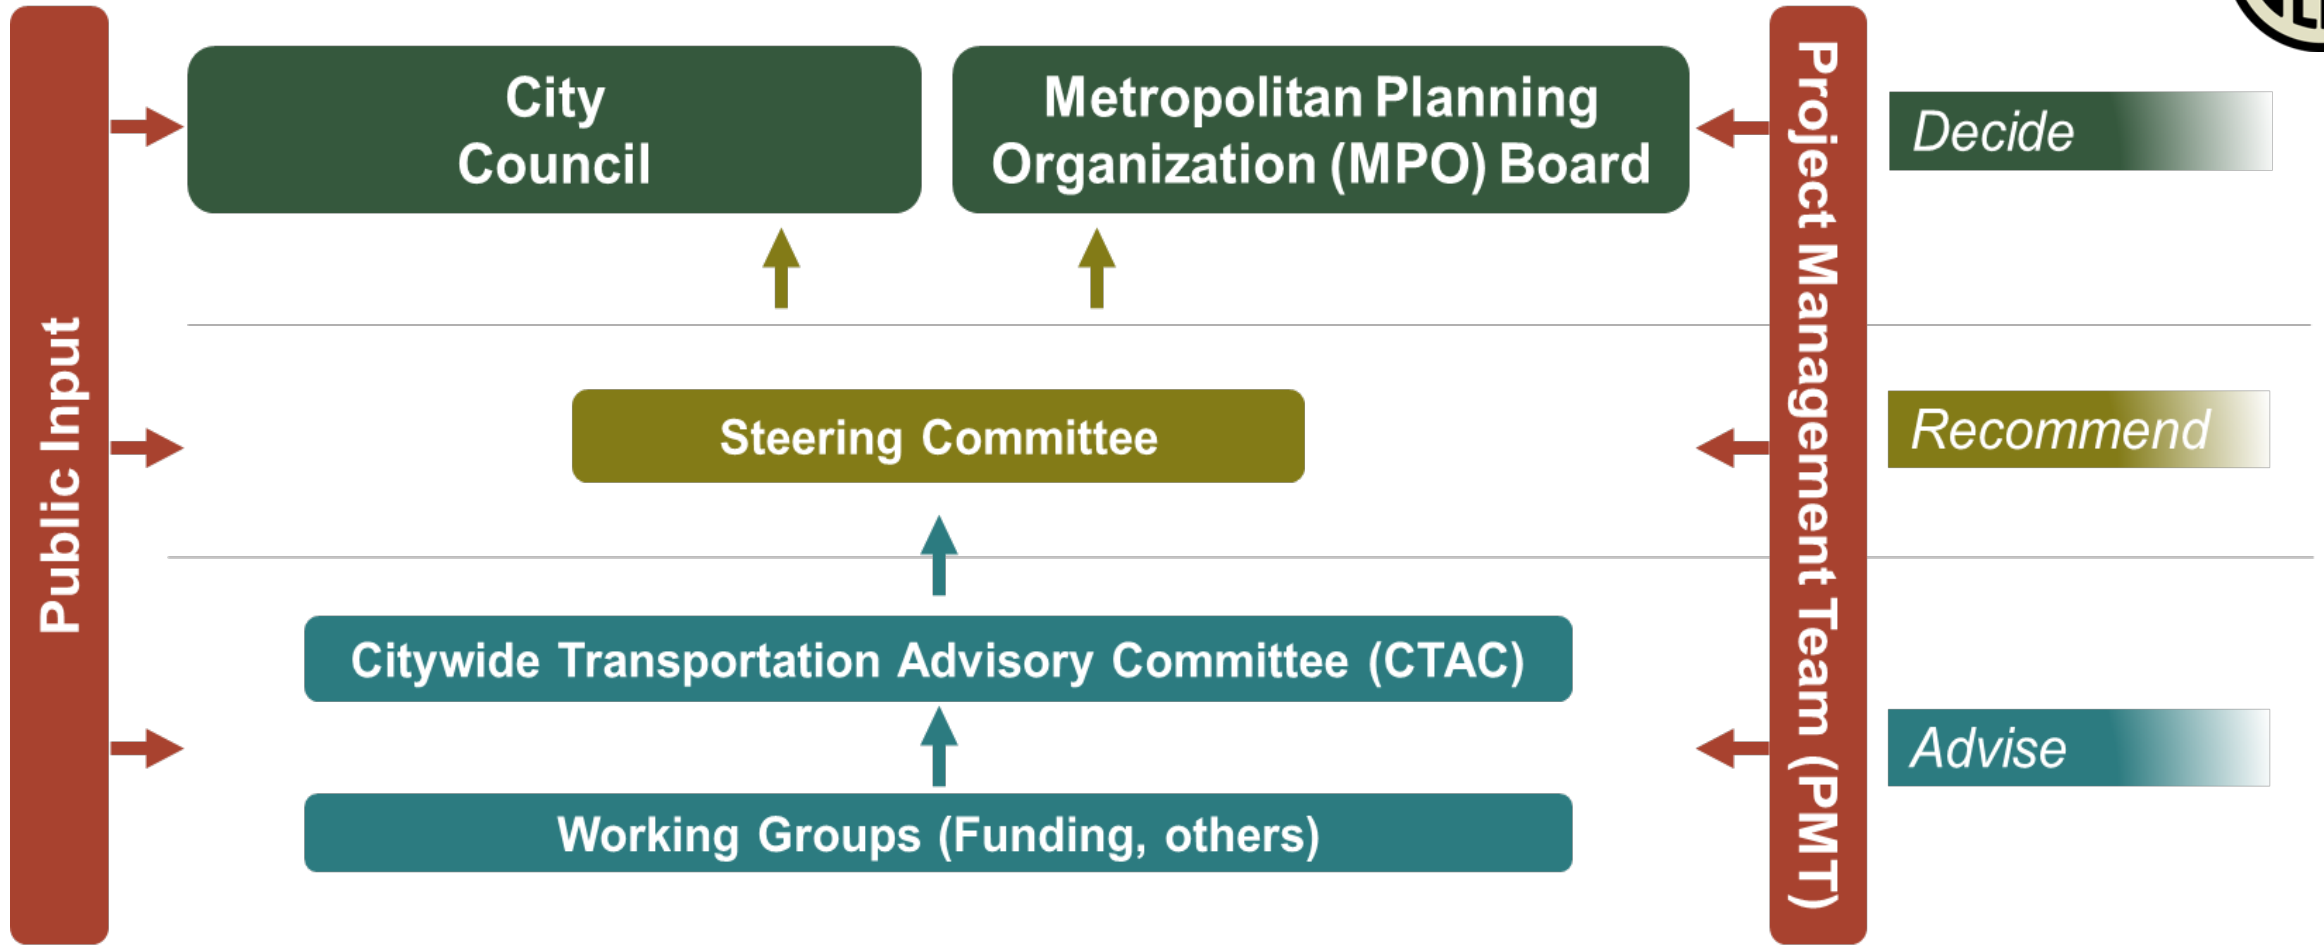 Public Input
City
Council
Metropolitan Planning
Organization (MPO) Board
Project Management Team (PMT)
Decide
Steering Committee
Recommend
Citywide Transportation Advisory Committee (CTAC)
Working Groups (Funding, others)
Advise